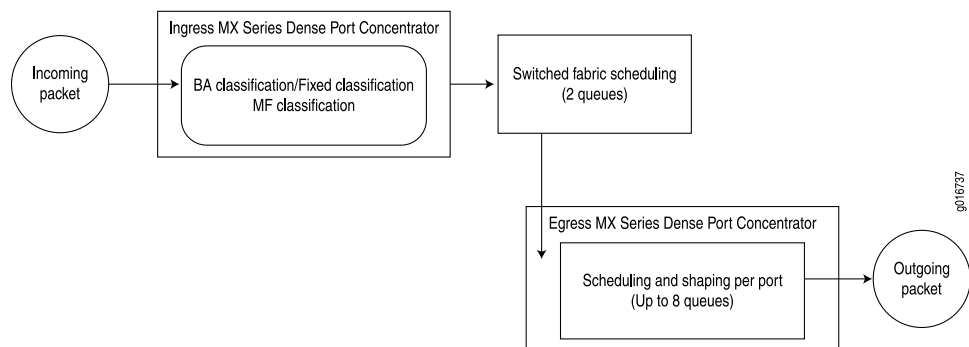 Ingress MX Series Dense Port Concentrator
Incoming
packet
BA classification/Fixed classification
MF classification
Switched fabric scheduling
(2 queues)
g016737
Egress MX Series Dense Port Concentrator
Scheduling and shaping per port
(Up to 8 queues)
Outgoing
packet